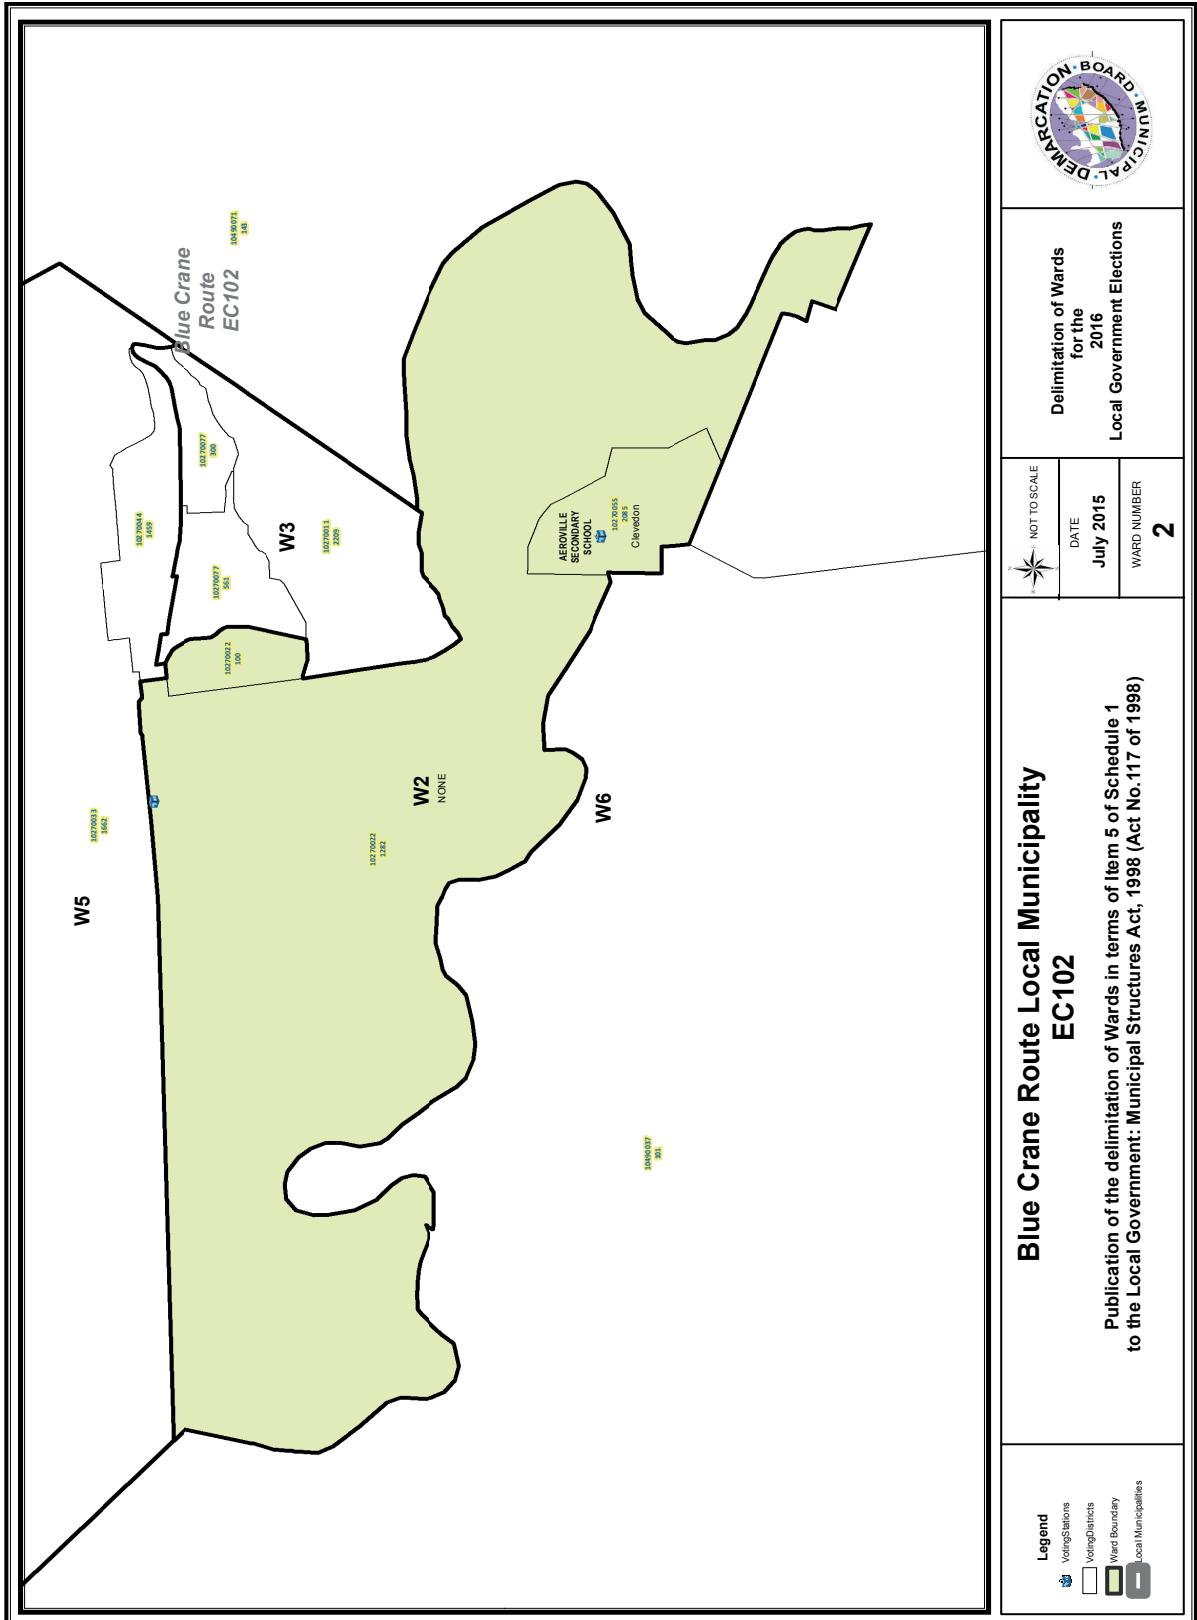 Blue Crane
Route
EC102
10490071
143
10270044
1459
10270077
300
W3
10270011
2209
10270077
561
10270022
100
AEROVILLE
SECONDARY
SCHOOL
10270055
2085
Clevedon
W2
NONE
10270022
1282
W6
10270033
1662
W5
10490037
301
Legend
VotingStations
VotingDistricts
Ward Boundary
Local Municipalities
Blue Crane Route Local Municipality
EC102
Publication of the delimitation of Wards in terms of Item 5 of Schedule 1
to the Local Government: Municipal Structures Act, 1998 (Act No.117 of 1998)
NOT TO SCALE
DATE
July 2015
WARD NUMBER
2
Delimitation of Wards
for the
2016
Local Government Elections
MUNICIPAL · DEMARCATION · BOARD ·